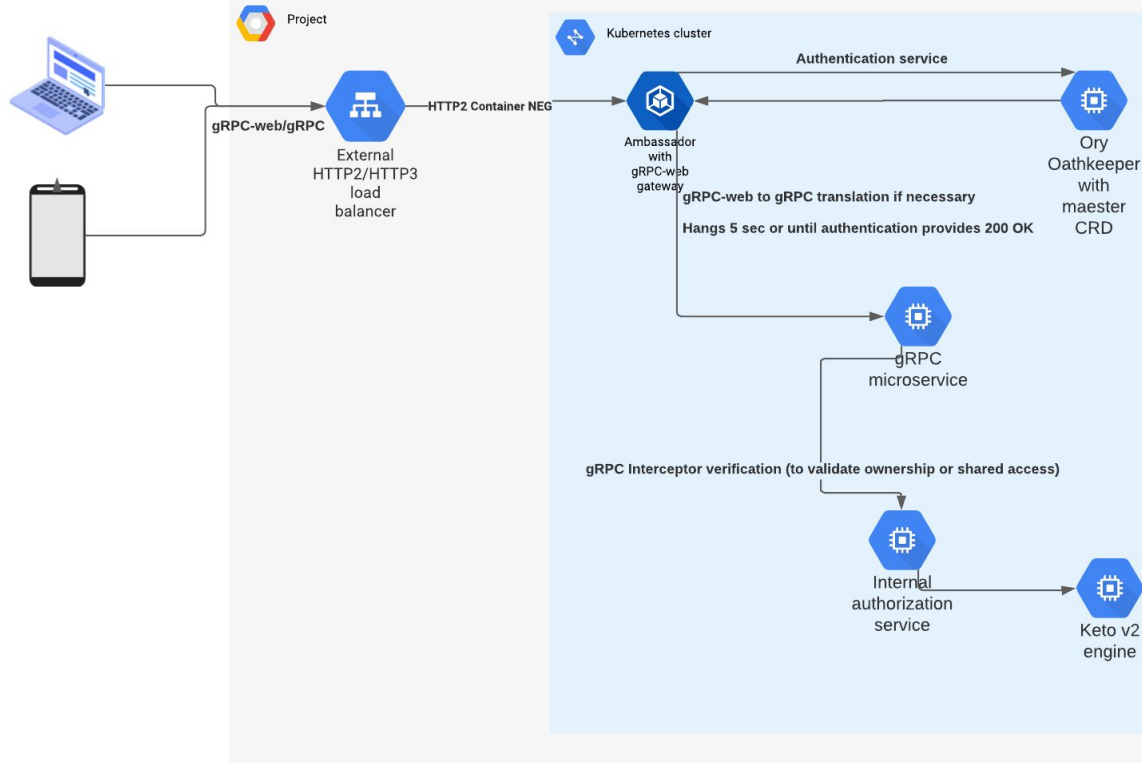 Project
Kubernetes cluster
Authentication service
gRPC-web/gRPC
HTTP2 Container NEG
External
HTTP2/HTTP3
load
balancer
Ambassador
with
gRPC-web
gateway
Ory
Oathkeeper
with
maester
CRD
gRPC-web to gRPC translation if necessary
Hangs 5 sec or until authentication provides 200 OK
gRPC
microservice
gRPC Interceptor verification (to validate ownership or shared access)
Internal
authorization
service
Keto v2
engine